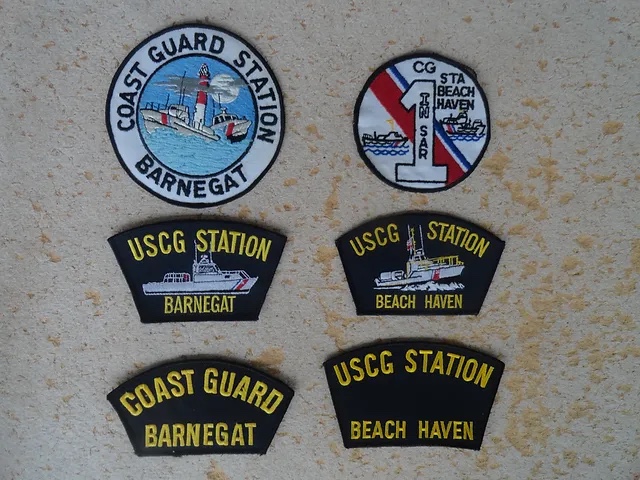 COAST GUARD STATION
BARNEGAT
CG
STA
BEACH
HAVEN
1
IN
SAR
USCG STATION
BARNEGAT
USCG STATION
BEACH HAVEN
COAST GUARD
BARNEGAT
USCG STATION
BEACH HAVEN